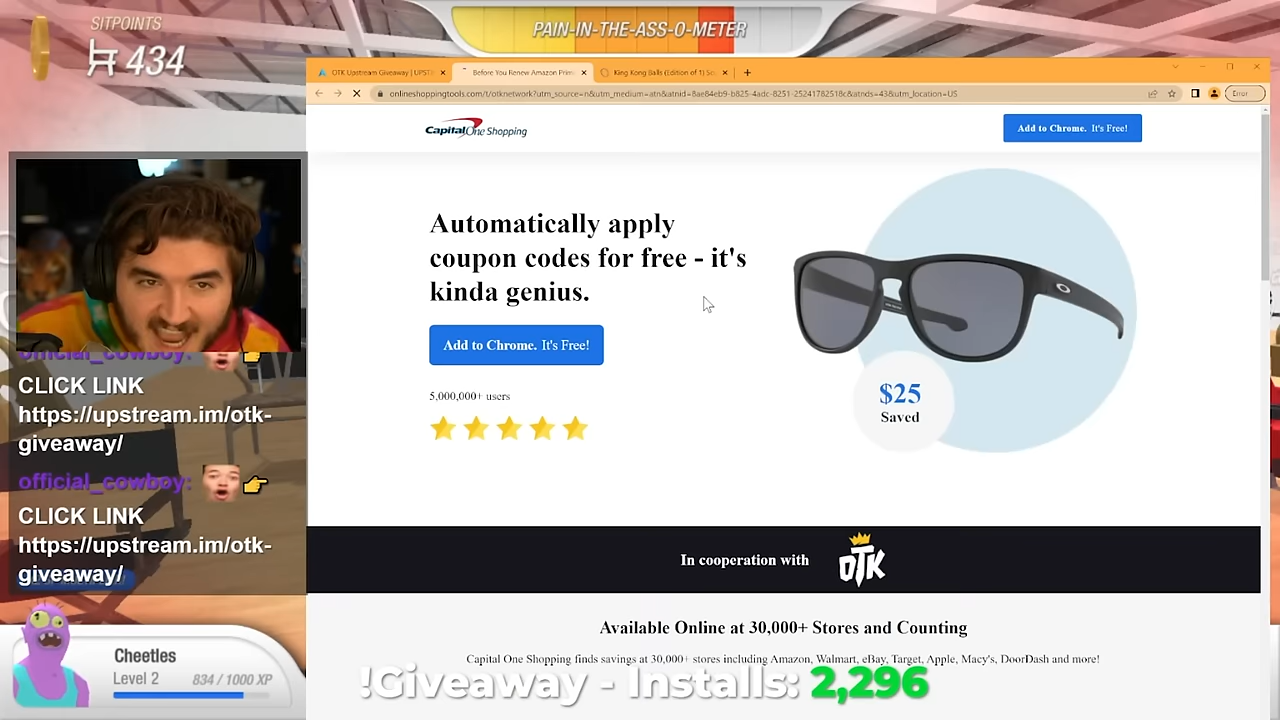 SITPOINTS
434
PAIN-IN-THE-ASS-O-METER
OTK Upstream Giveaway | UPST
Before You Renew Amazon Prim
King Kong Balls (Edition of 1)
onlineshoppingtools.com/t/otknetwork?utm_source=n&utm_medium=atn&atnid=8ae84eb9-b825-4adc-8251-25241782518c&atnds=43&utm_location=US
Error
CapitalOne Shopping
Add to Chrome. It's Free!
Automatically apply
coupon codes for free - it's
kinda genius.
Add to Chrome. It's Free!
5,000,000+ users
$25
Saved
In cooperation with
OTK
Available Online at 30,000+ Stores and Counting
Capital One Shopping finds savings at 30,000+ stores including Amazon, Walmart, eBay, Target, Apple, Macy's, DoorDash and more!
!Giveaway - Installs: 2,296
official_cowboy:
CLICK LINK
https://upstream.im/otk-
giveaway/
official_cowboy:
CLICK LINK
https://upstream.im/otk-
giveaway/
Cheetles
Level 2
834/1000 XP